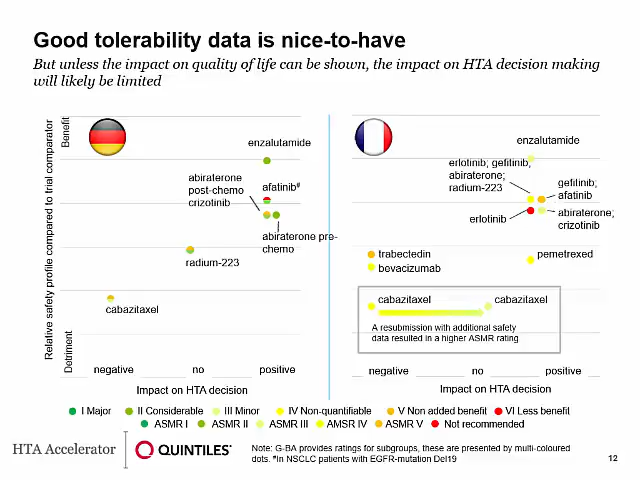 Good tolerability data is nice-to-have
But unless the impact on quality of life can be shown, the impact on HTA decision making
will likely be limited
Relative safety profile compared to trial comparator
Benefit
Detriment
enzalutamide
abiraterone
post-chemo
crizotinib
afatinib#
abiraterone pre-
chemo
radium-223
cabazitaxel
negative
no
positive
Impact on HTA decision
enzalutamide
erlotinib; gefitinib;
abiraterone;
radium-223
gefitinib;
afatinib
erlotinib
abiraterone;
crizotinib
trabectedin
bevacizumab
pemetrexed
cabazitaxel
cabazitaxel
A resubmission with additional safety
data resulted in a higher ASMR rating
negative
no
positive
Impact on HTA decision
I Major II Considerable III Minor IV Non-quantifiable V Non added benefit VI Less benefit
ASMR I ASMR II ASMR III AMSR IV ASMR V Not recommended
HTA Accelerator
QUINTILES
Note: G-BA provides ratings for subgroups, these are presented by multi-coloured
dots. #In NSCLC patients with EGFR-mutation Del19
12